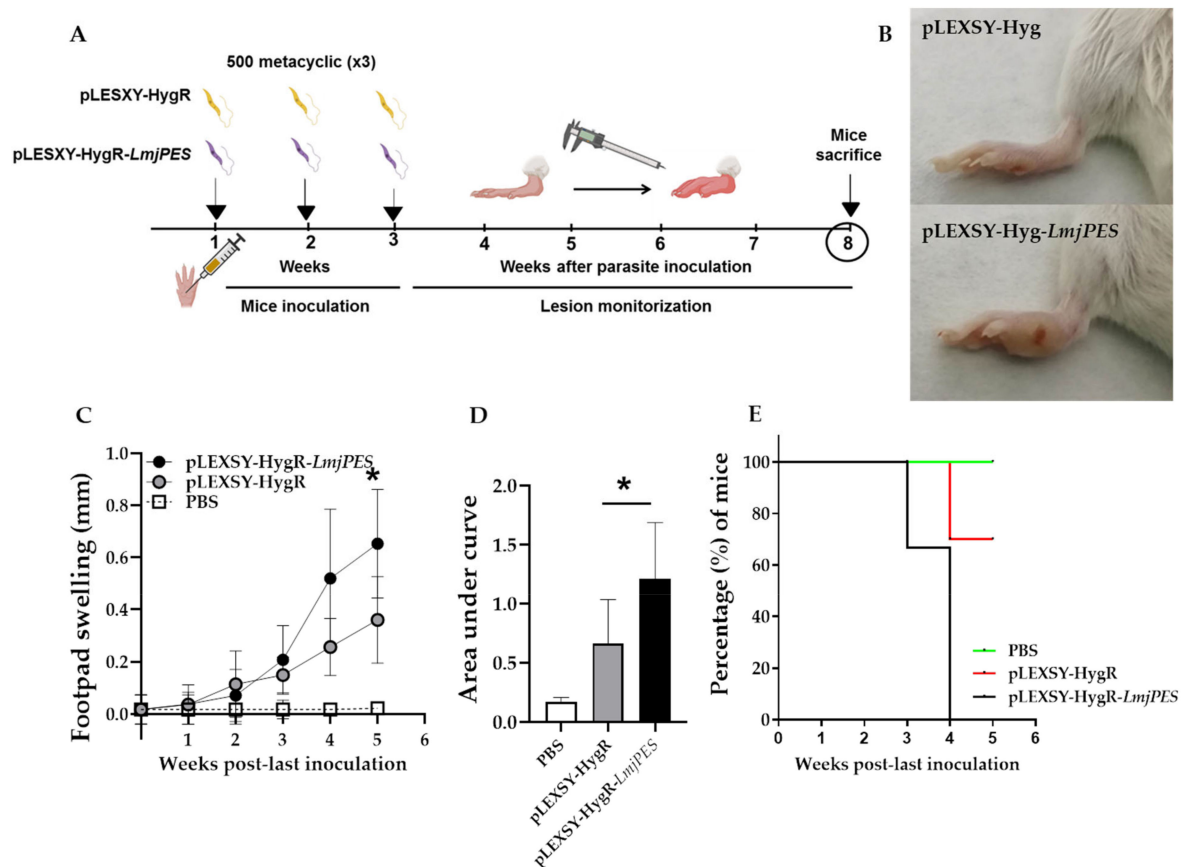 A
500 metacyclic (x3)
pLESXY-HygR
pLESXY-HygR-LmjPES
Mice
sacrifice
1
2
3
4
5
6
7
8
Weeks
Weeks after parasite inoculation
Mice inoculation
Lesion monitorization
B
pLEXSY-Hyg
pLEXSY-Hyg-LmjPES
C
Footpad swelling (mm)
1.0
0.8
0.6
0.4
0.2
0.0
pLEXSY-HygR-LmjPES
pLEXSY-HygR
PBS
*
1
2
3
4
5
6
Weeks post-last inoculation
D
Area under curve
2.0
1.5
1.0
0.5
0.0
*
PBS
pLEXSY-HygR
pLEXSY-HygR-LmjPES
E
Percentage (%) of mice
100
80
60
40
20
0
PBS
pLEXSY-HygR
pLEXSY-HygR-LmjPES
0
1
2
3
4
5
6
Weeks post-last inoculation